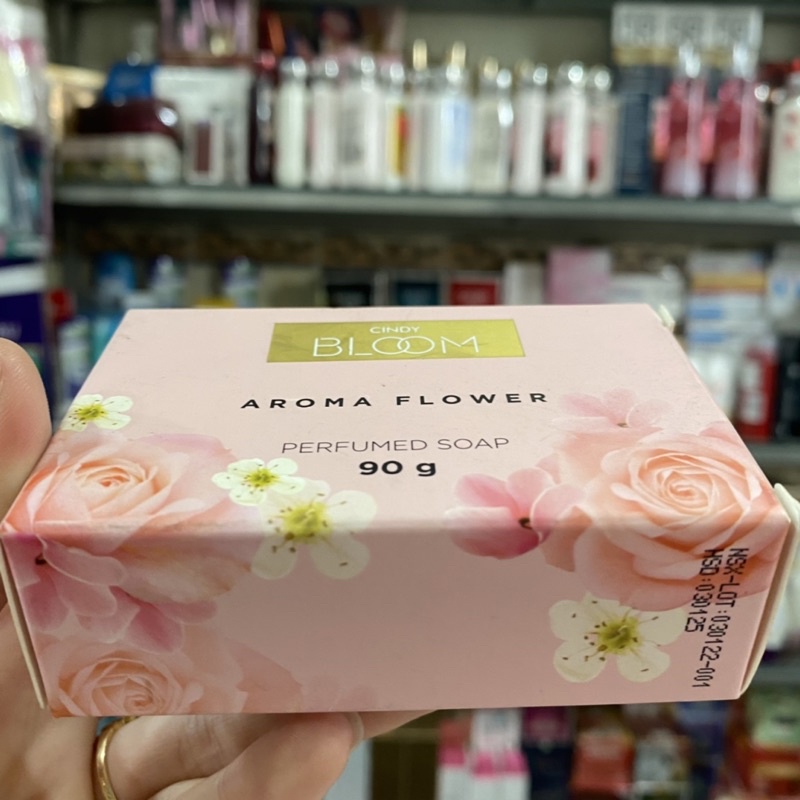 CINDY
BLOOM
AROMA FLOWER
PERFUMED SOAP
90 g
NSX-LOT:030122-001
HSD:030125